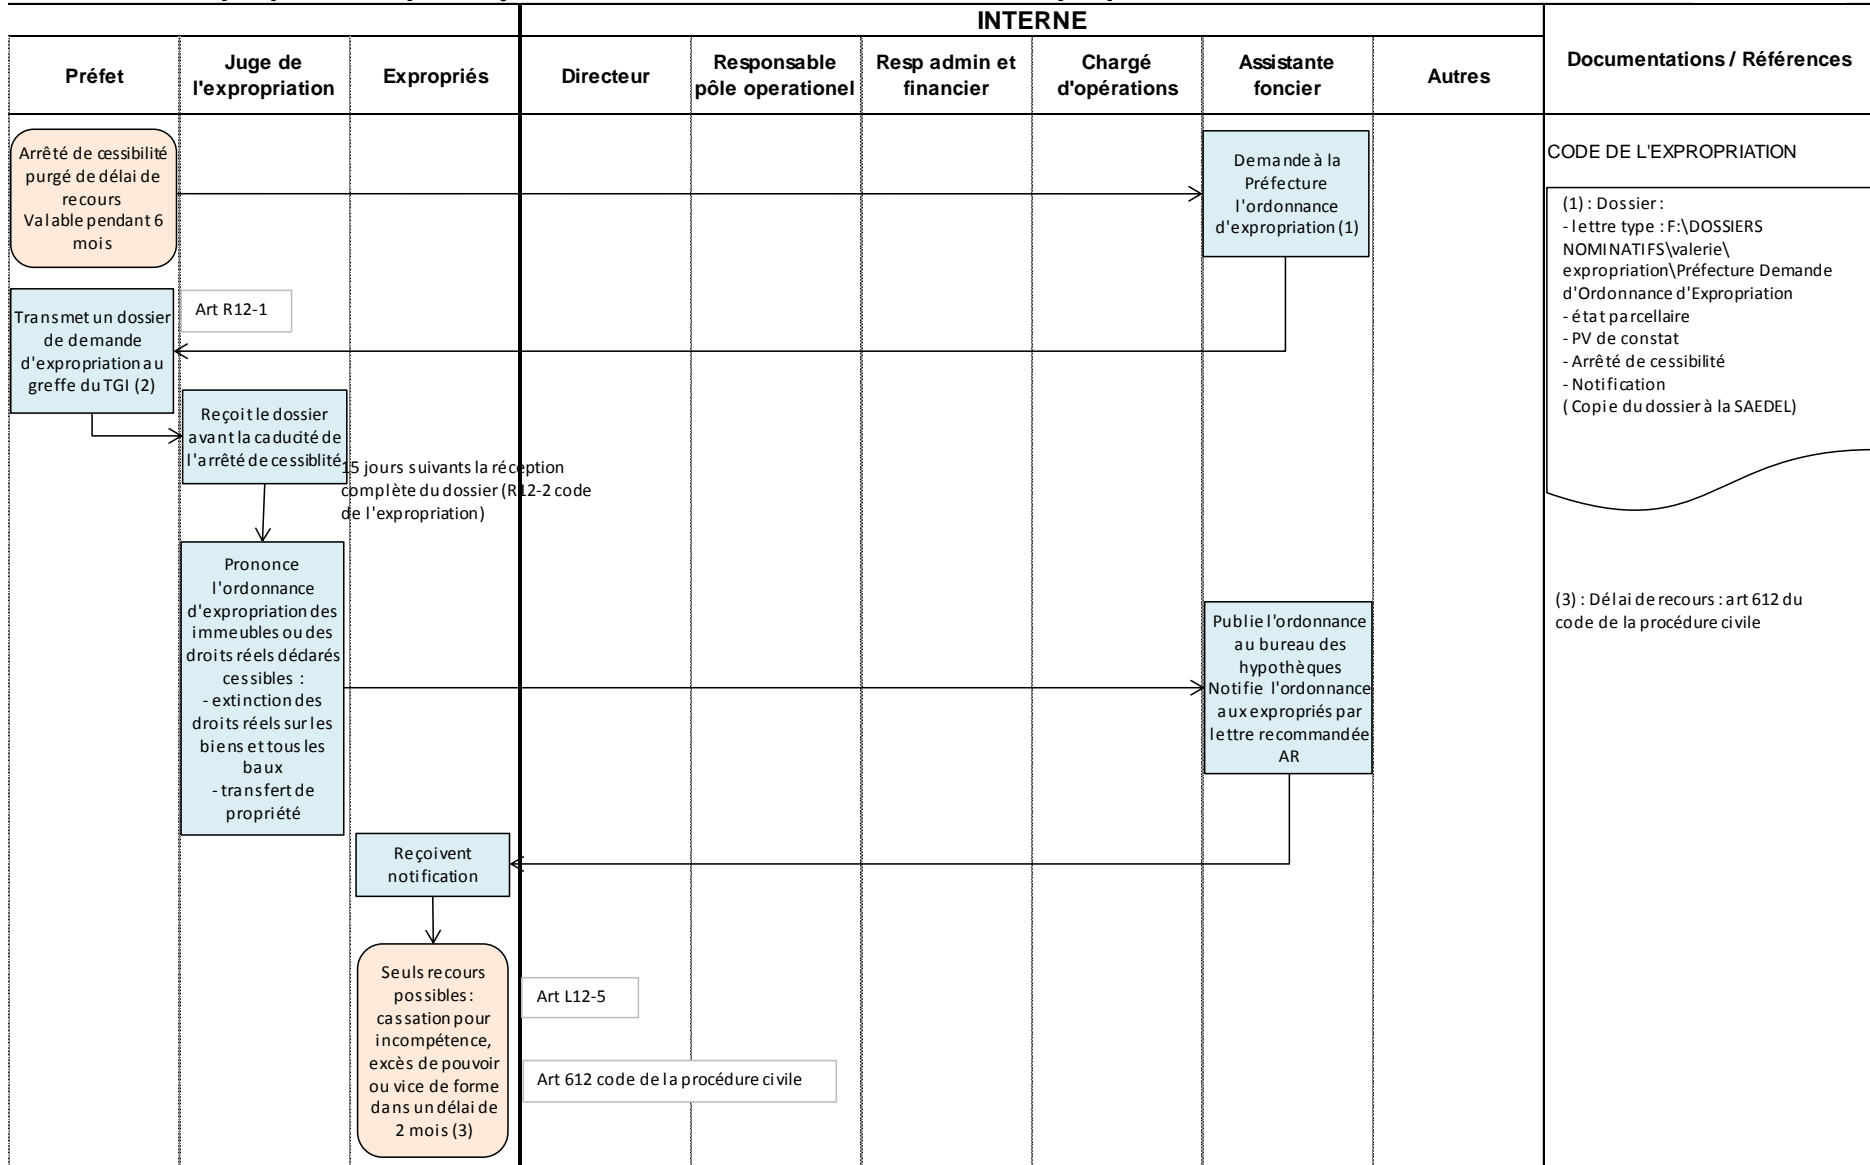 INTERNE
Préfet
Juge de
l'expropriation
Expropriés
Directeur
Responsable
pôle operationel
Resp admin et
financier
Chargé
d'opérations
Assistante
foncier
Autres
Documentations / Références
Arrêté de cessibilité
purgé de délai de
recours
Valable pendant 6
mois
Demande à la
Préfecture
l'ordonnance
d'expropriation (1)
CODE DE L'EXPROPRIATION
(1) : Dossier :
- lettre type : F:\DOSSIERS
NOMINATIFS\valerie\
expropriation\Préfecture Demande
d'Ordonnance d'Expropriation
- état parcellaire
- PV de constat
- Arrêté de cessibilité
- Notification
( Copie du dossier à la SAEDEL)
Transmet un dossier
de demande
d'expropriation au
greffe du TGI (2)
Art R12-1
Reçoit le dossier
avant la caducité de
l'arrêté de cessiblité
15 jours suivants la réception
complète du dossier (R12-2 code
de l'expropriation)
Prononce
l'ordonnance
d'expropriation des
immeubles ou des
droits réels déclarés
cessibles :
- extinction des
droits réels sur les
biens et tous les
baux
- transfert de
propriété
Publie l'ordonnance
au bureau des
hypothèques
Notifie l'ordonnance
aux expropriés par
lettre recommandée
AR
(3) : Délai de recours : art 612 du
code de la procédure civile
Reçoivent
notification
Seuls recours
possibles :
cassation pour
incompétence,
excès de pouvoir
ou vice de forme
dans un délai de
2 mois (3)
Art L12-5
Art 612 code de la procédure civile